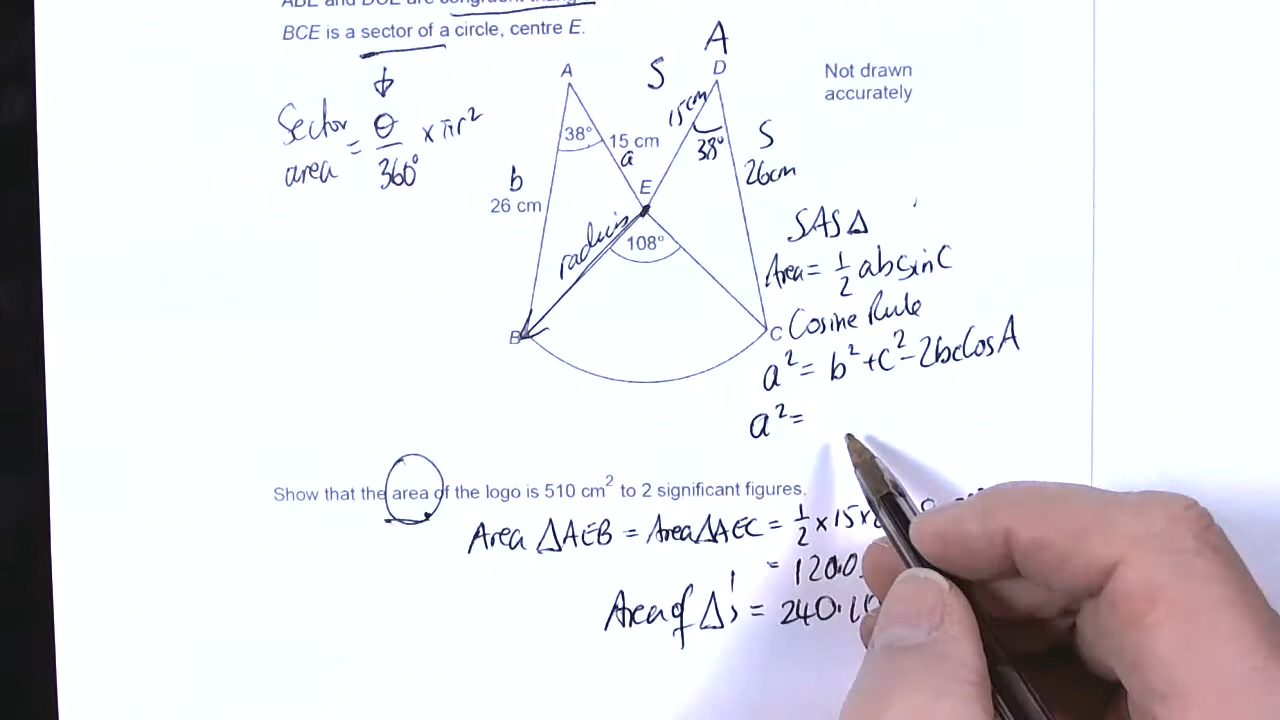 ABE and DCE are congruent
BCE is a sector of a circle, centre E.
A
S
A
D
Not drawn
accurately
Sector
area = θ/360° × πr²
38°
15 cm
a
15cm
38°
S
26cm
b
26 cm
E
radius
108°
B
C
SAS Δ
Area = 1/2 absinC
Cosine Rule
a² = b² + c² - 2bcCosA
a² =
Show that the area of the logo is 510 cm² to 2 significant figures.
Area ΔAEB = Area ΔAEC = 1/2 × 15 ×
= 120.0
Area of Δ's = 240.1